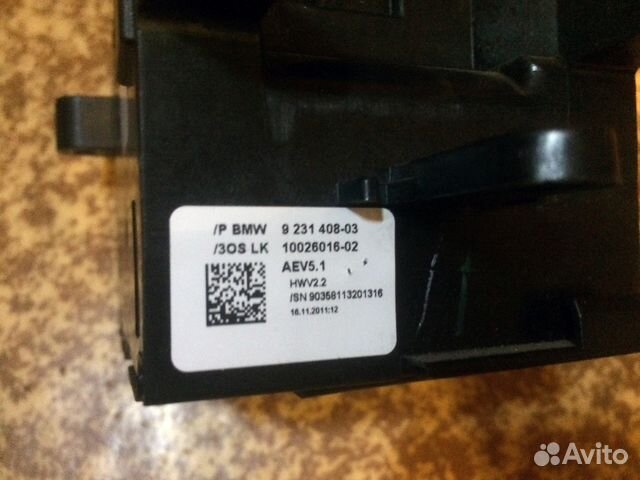 /P BMW 9 231 408-03
/3OS LK 10026016-02
AEV5.1
HWV2.2
/SN 90358113201316
16.11.2011;12
Avito